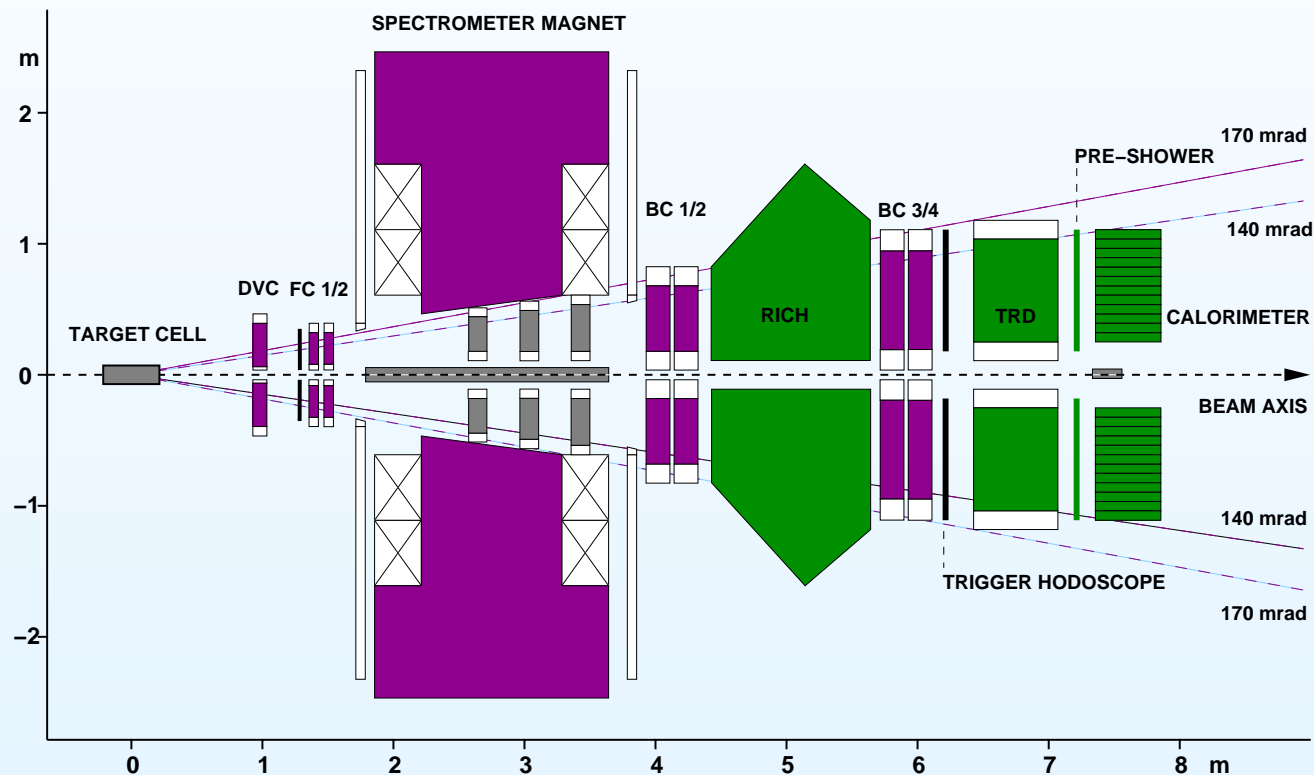 SPECTROMETER MAGNET
m
2
170 mrad
PRE−SHOWER
BC 1/2
BC 3/4
140 mrad
1
DVC
FC 1/2
RICH
TRD
CALORIMETER
TARGET CELL
0
BEAM AXIS
−1
140 mrad
TRIGGER HODOSCOPE
170 mrad
−2
0 1 2 3 4 5 6 7 8 m